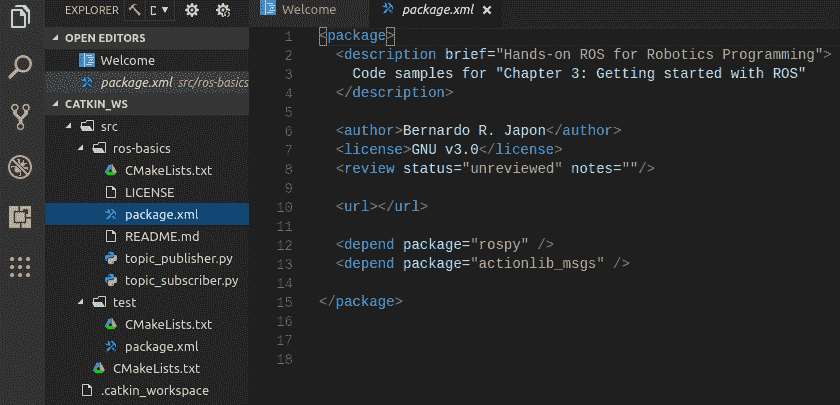 EXPLORER
D
OPEN EDITORS
Welcome
package.xml src/ros-basics
CATKIN_WS
src
ros-basics
CMakeLists.txt
LICENSE
package.xml
README.md
topic_publisher.py
topic_subscriber.py
test
CMakeLists.txt
package.xml
CMakeLists.txt
.catkin_workspace
Welcome
package.xml
1 <package>
2 <description brief="Hands-on ROS for Robotics Programming">
3 Code samples for "Chapter 3: Getting started with ROS"
4 </description>
5
6 <author>Bernardo R. Japon</author>
7 <license>GNU v3.0</license>
8 <review status="unreviewed" notes=""/>
9
10 <url></url>
11
12 <depend package="rospy" />
13 <depend package="actionlib_msgs" />
14
15 </package>
16
17
18